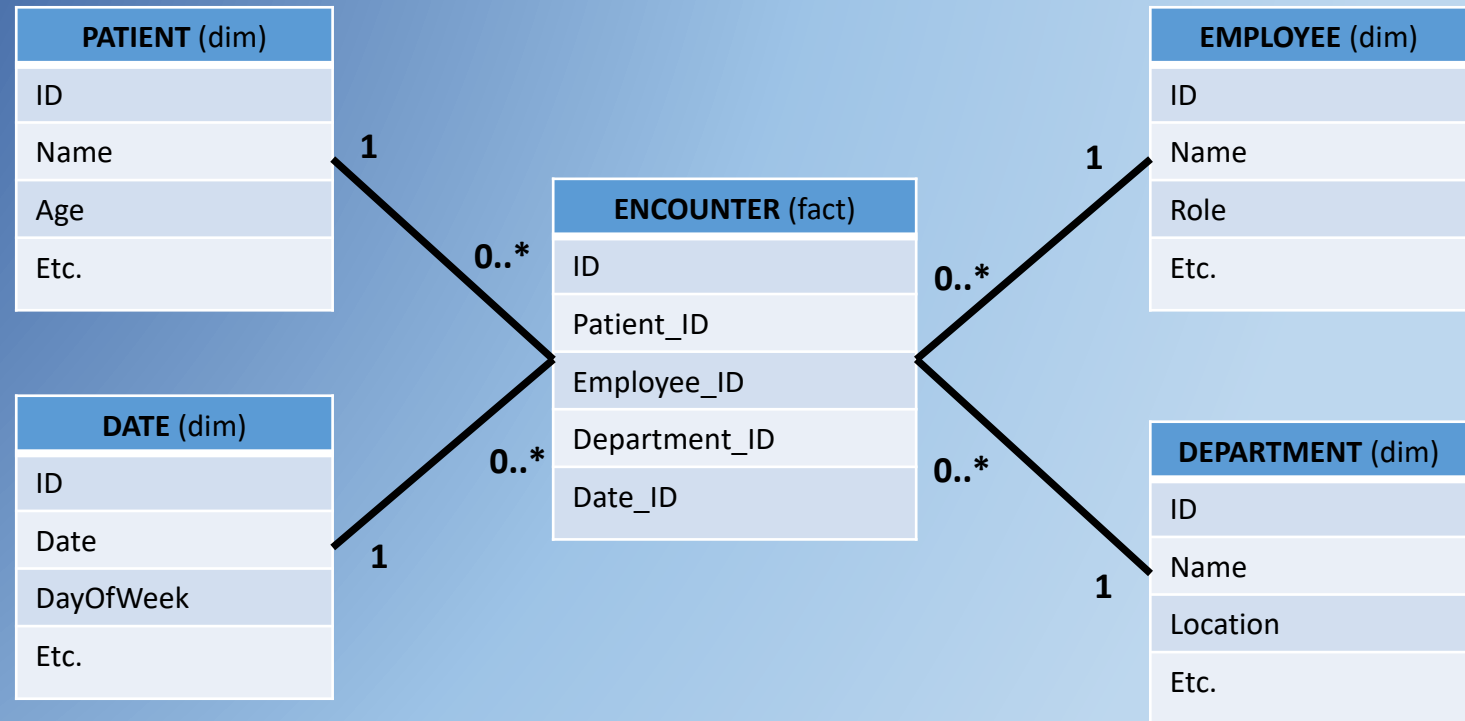 PATIENT (dim)
ID
Name
Age
Etc.
1
0..*
DATE (dim)
ID
Date
DayOfWeek
Etc.
1
0..*
ENCOUNTER (fact)
ID
Patient_ID
Employee_ID
Department_ID
Date_ID
EMPLOYEE (dim)
ID
Name
Role
Etc.
1
0..*
DEPARTMENT (dim)
ID
Name
Location
Etc.
1
0..*